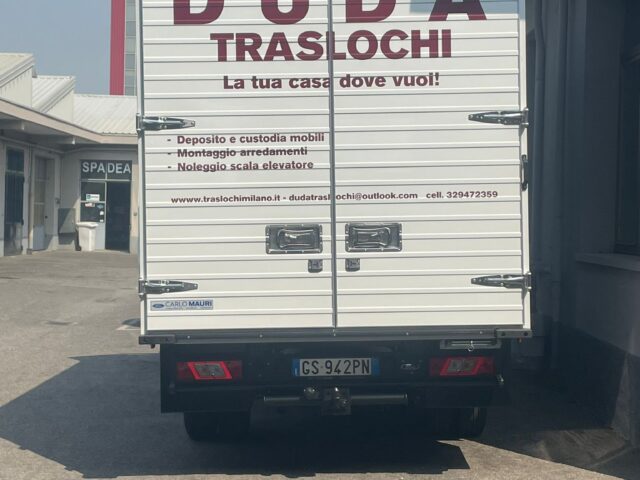 DUDA
TRASLOCHI
La tua casa dove vuoi!
- Deposito e custodia mobili
- Montaggio arredamenti
- Noleggio scala elevatore
www.traslochimilano.it - dudatraslochi@outlook.com cell. 329472359
SPADEA
CARLO MAURI
GS 942PN